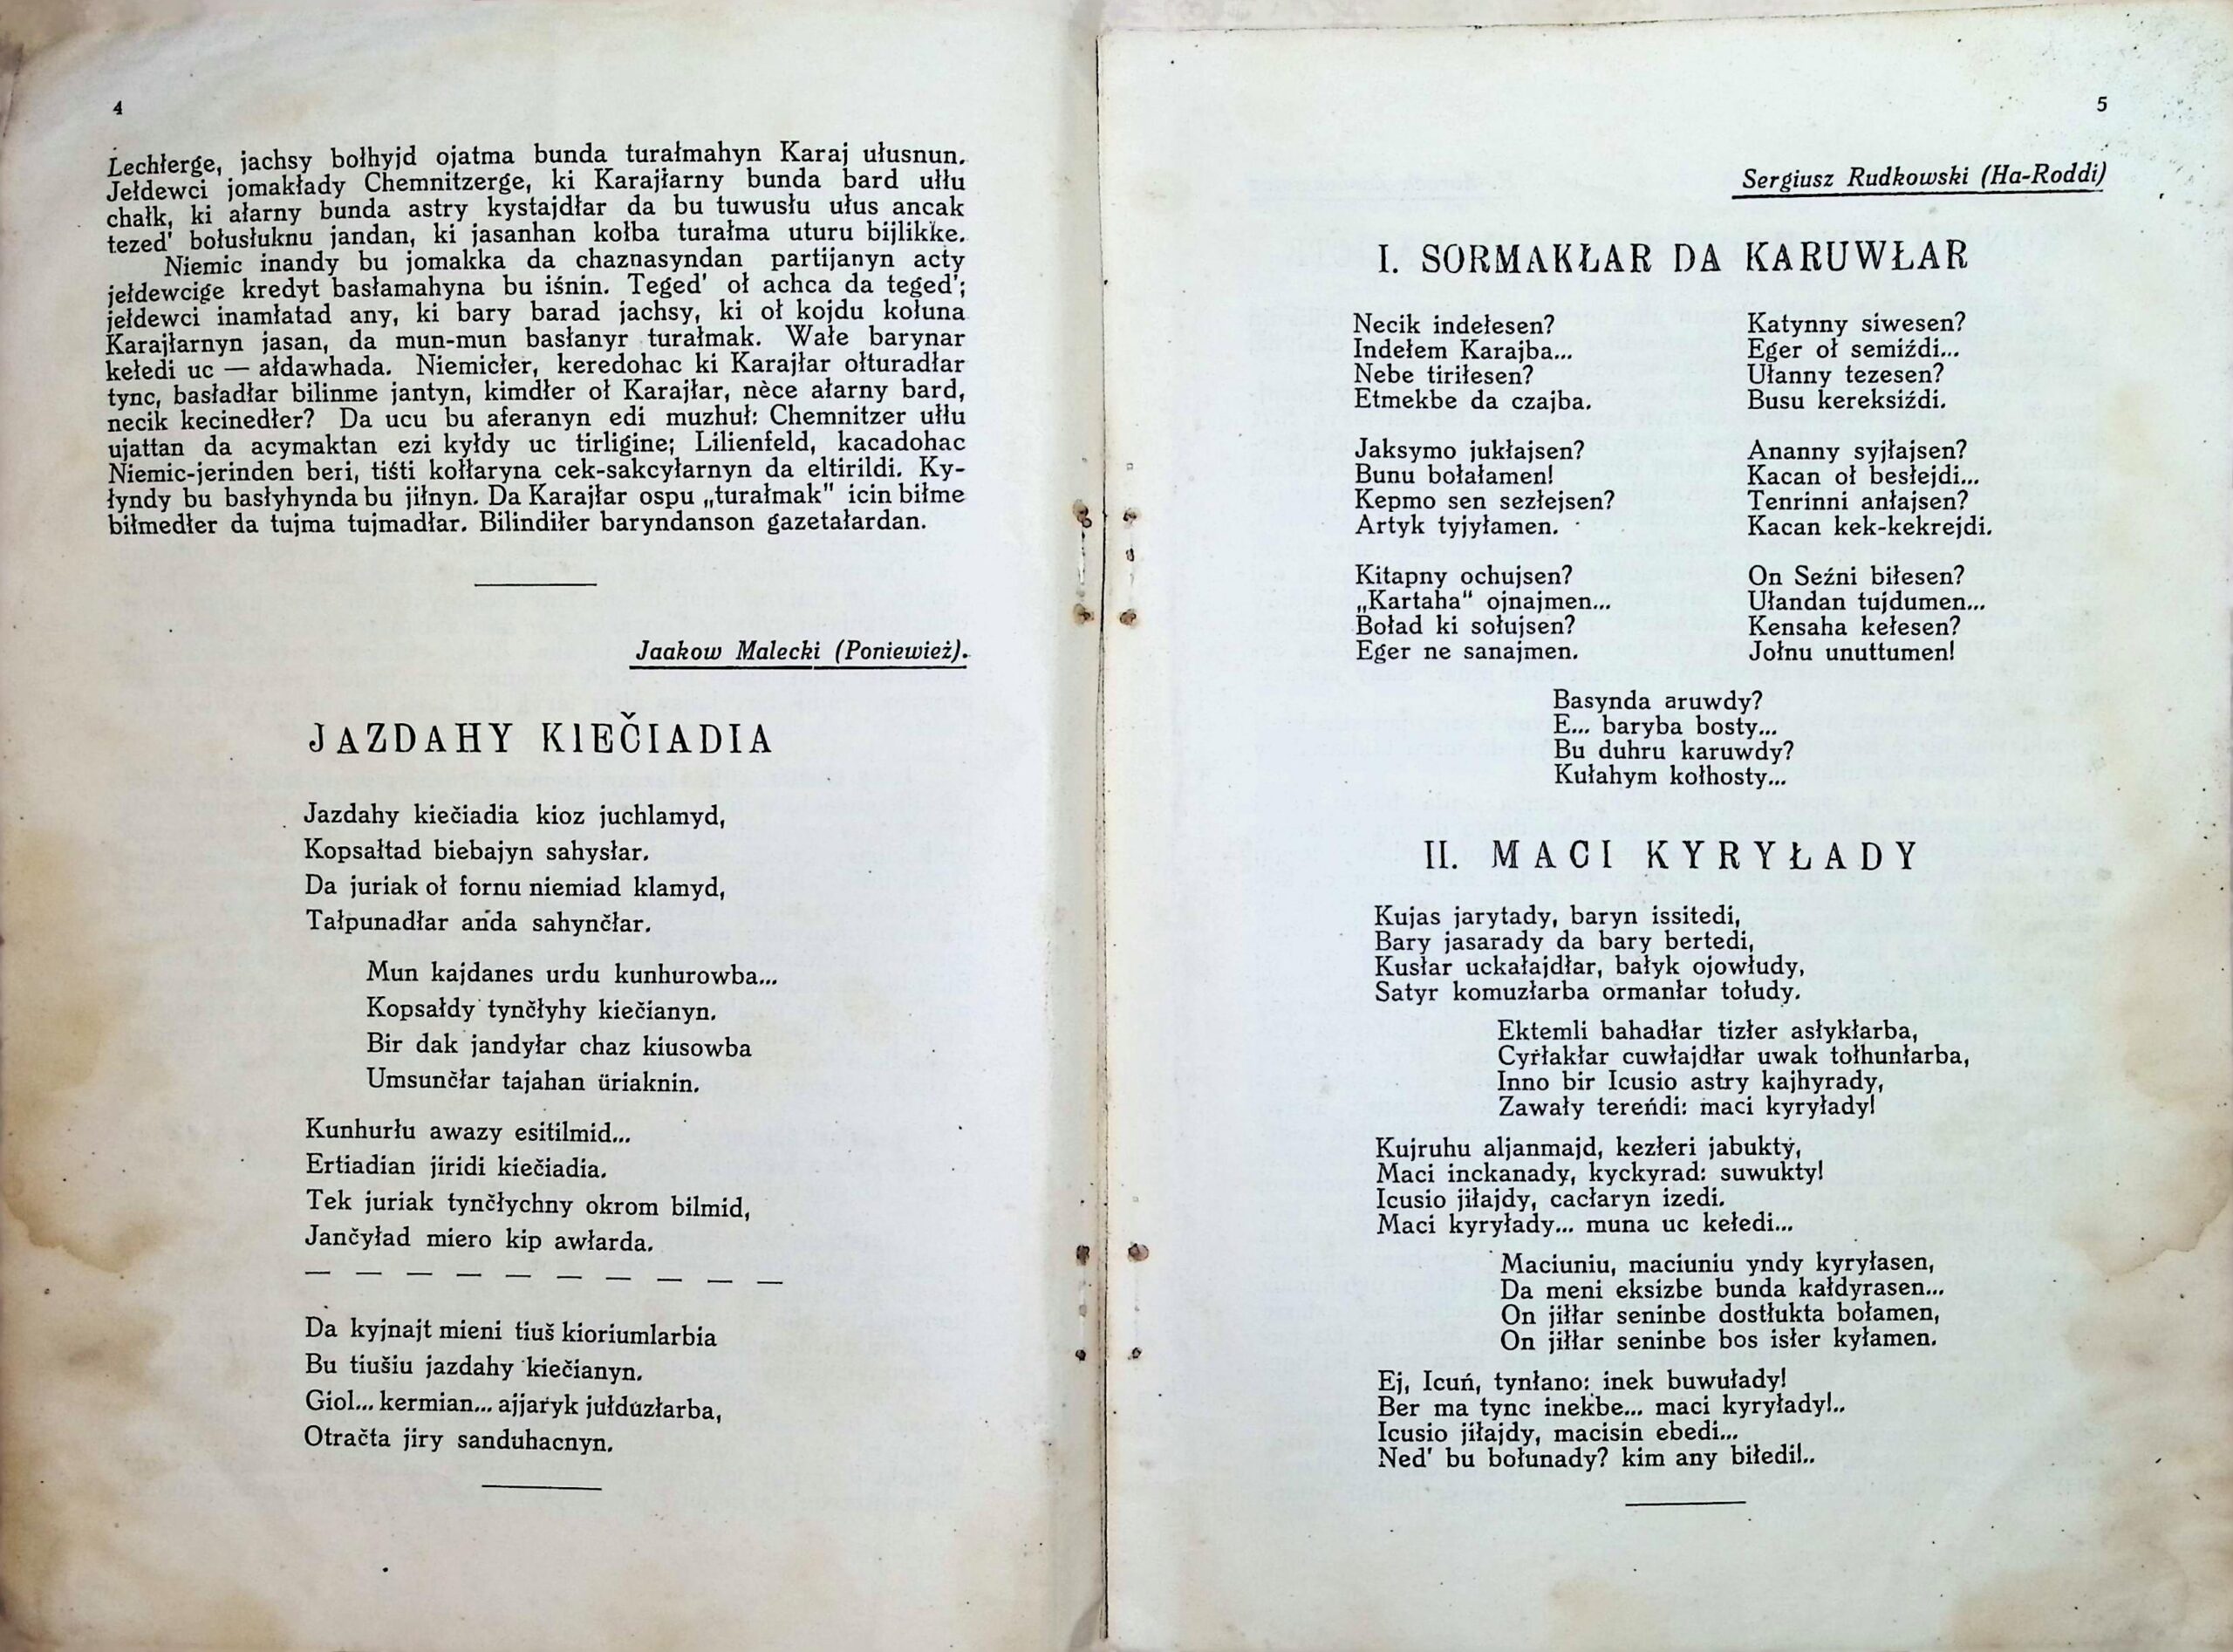 4
Łechłerge, jachsy bołhyjd ojatma bunda turałmahyn Karaj ułusnun.
Jełdewci jomakłady Chemnitzerge, ki Karajłarny bunda bard ułłu
chałk, ki ałarny bunda astry kystajdłar da bu tuwusłu ułus ancak
tezed' bołusłuknu jandan, ki jasanhan kołba turałma uturu bijlikke.
Niemic inandy bu jomakka da chaznasyndan partijanyn acty
jełdewcige kredyt basłamahyna bu iśnin. Teged' oł achca da teged';
jełdewci inamłatad any, ki bary barad jachsy, ki oł kojdu kołuna
Karajłarnyn jasan, da mun-mun basłanyr turałmak. Wałe barynar
kełedi uc — ałdawhada. Niemicłer, keredohac ki Karajłar ołturadłar
tync, basładłar bilinme jantyn, kimdłer oł Karajłar, nèce ałarny bard,
necik kecinedłer? Da ucu bu aferanyn edi muzhuł: Chemnitzer ułłu
ujattan da acymaktan ezi kyłdy uc tirligine; Lilienfeld, kacadohac
Niemic-jerinden beri, tiśti kołłaryna cek-sakcyłarnyn da eltirildi. Ky-
łyndy bu basłyhynda bu jiłnyn. Da Karajłar ospu „turałmak" icin biłme
biłmedłer da tujma tujmadłar. Bilindiłer baryndanson gazetałardan.
Jaakow Malecki (Poniewież).
JAZDAHY KIEČIADIA
Jazdahy kiečiadia kioz juchlamyd,
Kopsałtad biebajyn sahysłar.
Da juriak oł fornu niemiad klamyd,
Tałpunadłar anda sahynčłar.
Mun kajdanes urdu kunhurowba...
Kopsałdy tynčłyhy kiečianyn.
Bir dak jandyłar chaz kiusowba
Umsunčłar tajahan üriaknin.
Kunhurłu awazy esitilmid...
Ertiadian jiridi kiečiadia.
Tek juriak tynčłychny okrom bilmid,
Jančyład miero kip awłarda.
— — — — — — — — — —
Da kyjnajt mieni tiuš kioriumlarbia
Bu tiušiu jazdahy kiečianyn.
Giol... kermian... ajjaryk jułduzłarba,
Otračta jiry sanduhacnyn.
5
Sergiusz Rudkowski (Ha-Roddi)
I. SORMAKŁAR DA KARUWŁAR
Necik indełesen?
Indełem Karajba...
Nebe tiriłesen?
Etmekbe da czajba.
Jaksymo jukłajsen?
Bunu bołałamen!
Kepmo sen sezłejsen?
Artyk tyjyłamen.
Kitapny ochujsen?
„Kartaha" ojnajmen...
Boład ki sołujsen?
Eger ne sanajmen.
Katynny siwesen?
Eger oł semiźdi...
Ułanny tezesen?
Busu kereksiźdi.
Ananny syjłajsen?
Kacan oł besłejdi...
Tenrinni anłajsen?
Kacan kek-kekrejdi.
On Seźni biłesen?
Ułandan tujdumen...
Kensaha kełesen?
Jołnu unuttumen!
Basynda aruwdy?
E... baryba bosty...
Bu duhru karuwdy?
Kułahym kołhosty...
II. MACI KYRYŁADY
Kujas jarytady, baryn issitedi,
Bary jasarady da bary bertedi,
Kusłar uckałajdłar, bałyk ojowłudy,
Satyr komuzłarba ormanłar tołudy.
Ektemli bahadłar tizłer asłykłarba,
Cyrłakłar cuwłajdłar uwak tołhunłarba,
Inno bir Icusio astry kajhyrady,
Zawały tereńdi: maci kyryłady!
Kujruhu aljanmajd, kezłeri jabukty,
Maci inckanady, kyckyrad: suwukty!
Icusio jiłajdy, cacłaryn izedi.
Maci kyryłady... muna uc kełedi...
Maciuniu, maciuniu yndy kyryłasen,
Da meni eksizbe bunda kałdyrasen...
On jiłłar seninbe dostłukta bołamen,
On jiłłar seninbe bos isłer kyłamen.
Ej, Icuń, tynłano: inek buwułady!
Ber ma tync inekbe... maci kyryłady!..
Icusio jiłajdy, macisin ebedi...
Ned' bu bołunady? kim any biłedi!..